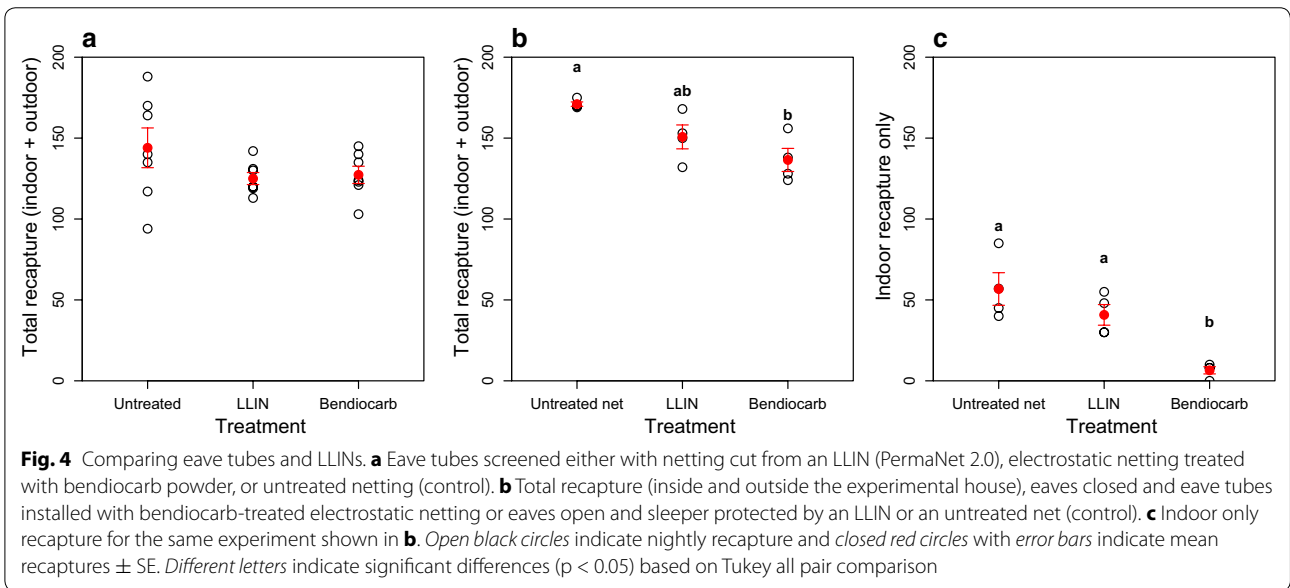 a
Total recapture (indoor + outdoor)
200
150
100
50
0
Untreated LLIN Bendiocarb
Treatment
b
Total recapture (indoor + outdoor)
200
150
100
50
0
a
ab
b
Untreated net LLIN Bendiocarb
Treatment
c
Indoor recapture only
200
150
100
50
0
a
a
b
Untreated net LLIN Bendiocarb
Treatment
Fig. 4 Comparing eave tubes and LLINs. a Eave tubes screened either with netting cut from an LLIN (PermaNet 2.0), electrostatic netting treated
with bendiocarb powder, or untreated netting (control). b Total recapture (inside and outside the experimental house), eaves closed and eave tubes
installed with bendiocarb-treated electrostatic netting or eaves open and sleeper protected by an LLIN or an untreated net (control). c Indoor only
recapture for the same experiment shown in b. Open black circles indicate nightly recapture and closed red circles with error bars indicate mean
recaptures ± SE. Different letters indicate significant differences (p < 0.05) based on Tukey all pair comparison